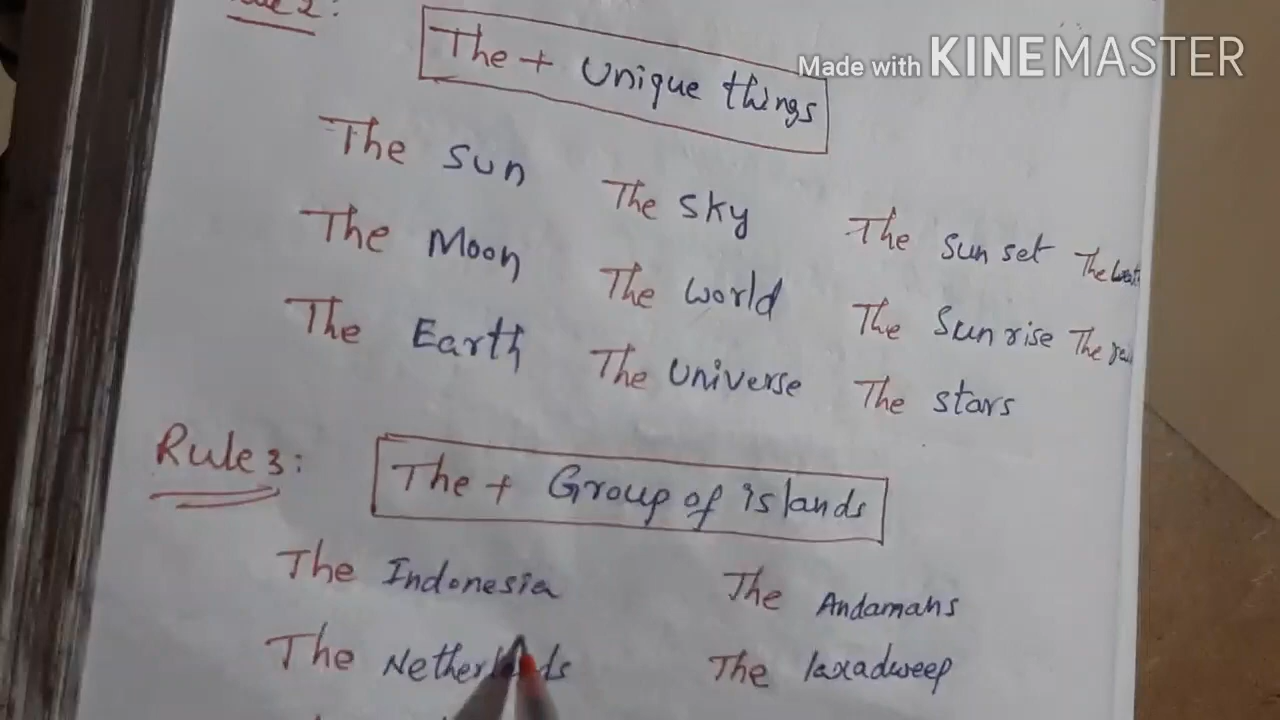 Made with KINEMASTER
The + Unique things
The Sun The Sky The Sun set
The Moon The World The Sun rise
The Earth The Universe The Stars
Rule 3:
The + Group of islands
The Indonesia The Andamans
The Netherlands The laxadweep